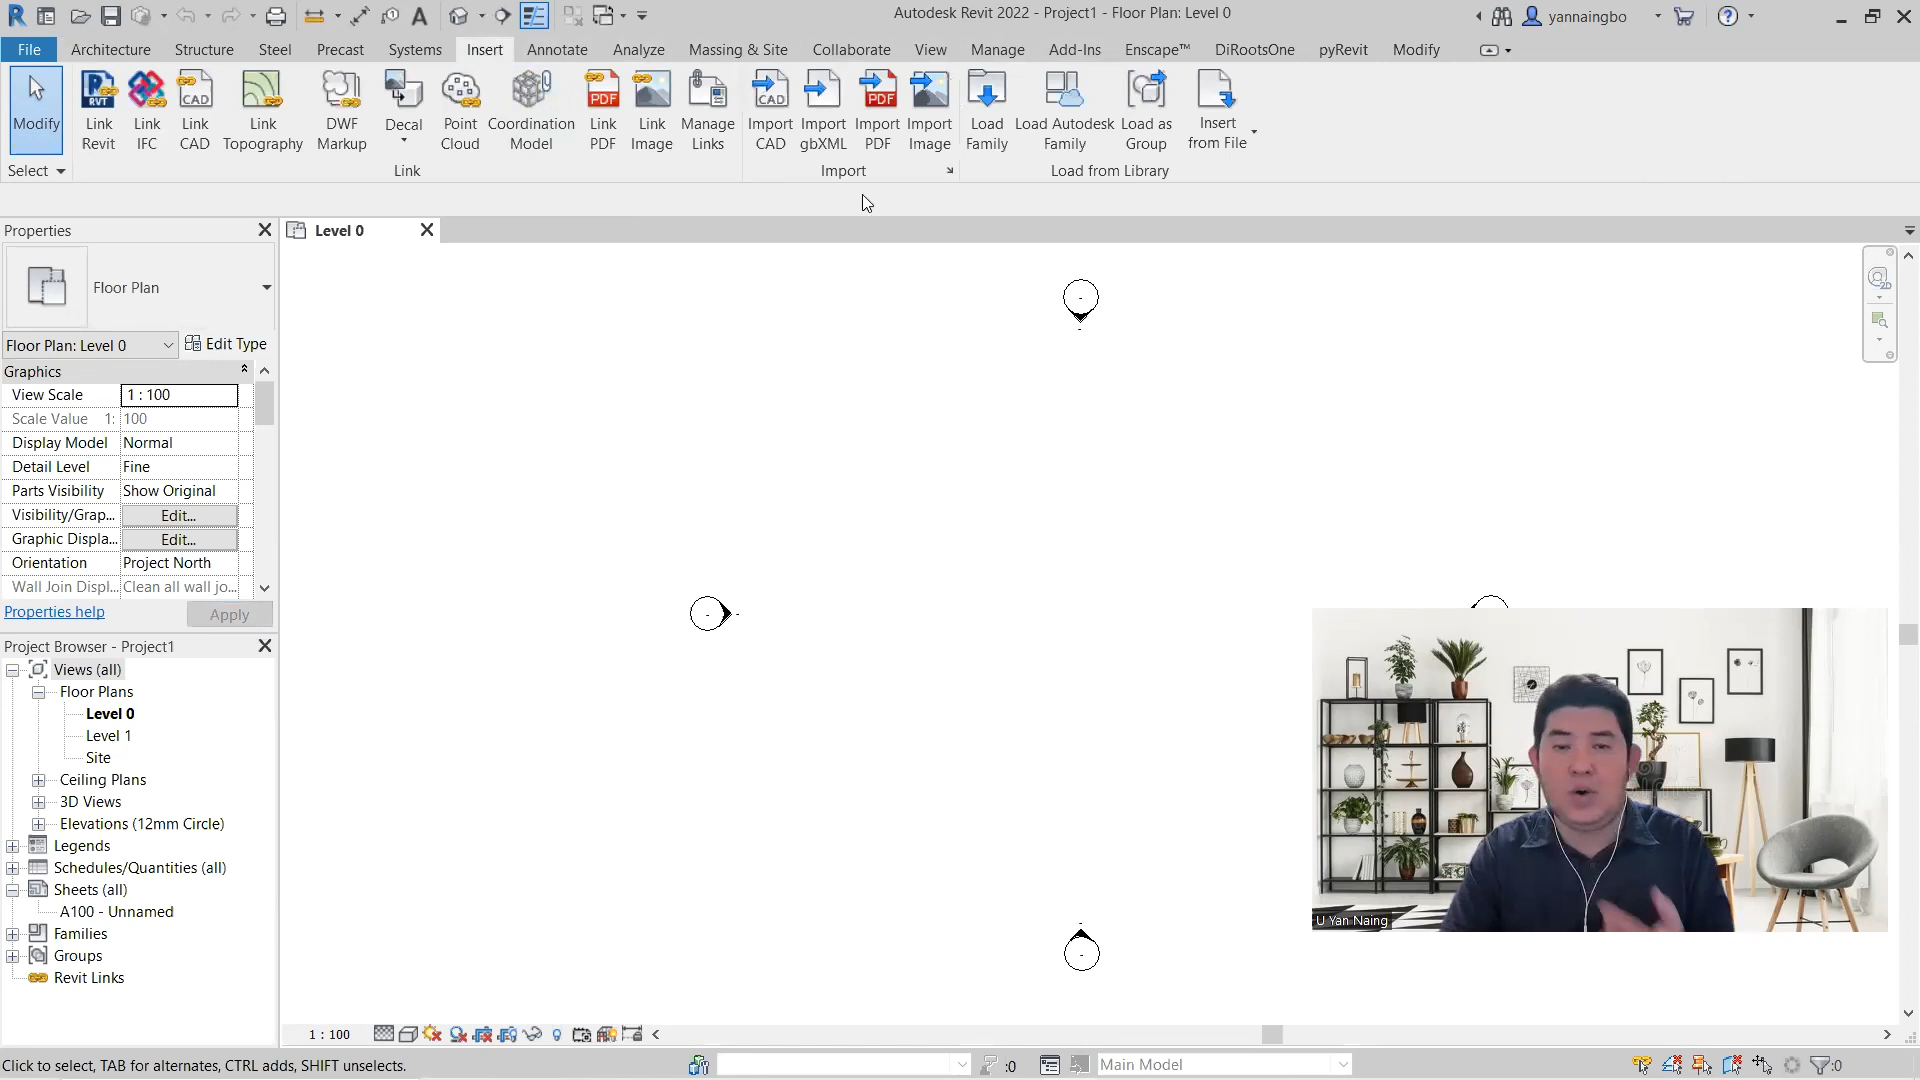 Autodesk Revit 2022 - Project1 - Floor Plan: Level 0
yannaingbo
File
Architecture
Structure
Steel
Precast
Systems
Insert
Annotate
Analyze
Massing & Site
Collaborate
View
Manage
Add-Ins
Enscape™
DiRootsOne
pyRevit
Modify
Modify
Link Revit
Link IFC
Link CAD
Link Topography
DWF Markup
Decal
Point Cloud
Coordination Model
Link PDF
Link Image
Manage Links
Import CAD
Import gbXML
Import PDF
Import Image
Load Family
Load Autodesk Family
Load as Group
Insert from File
Select
Link
Import
Load from Library
Properties
Level 0
Floor Plan
Floor Plan: Level 0
Edit Type
Graphics
View Scale 1 : 100
Scale Value 1: 100
Display Model Normal
Detail Level Fine
Parts Visibility Show Original
Visibility/Grap... Edit...
Graphic Displa... Edit...
Orientation Project North
Wall Join Displ... Clean all wall jo...
Properties help
Apply
Project Browser - Project1
Views (all)
Floor Plans
Level 0
Level 1
Site
Ceiling Plans
3D Views
Elevations (12mm Circle)
Legends
Schedules/Quantities (all)
Sheets (all)
A100 - Unnamed
Families
Groups
Revit Links
U Yan Naing
1 : 100
Click to select, TAB for alternates, CTRL adds, SHIFT unselects.
:0
Main Model
:0